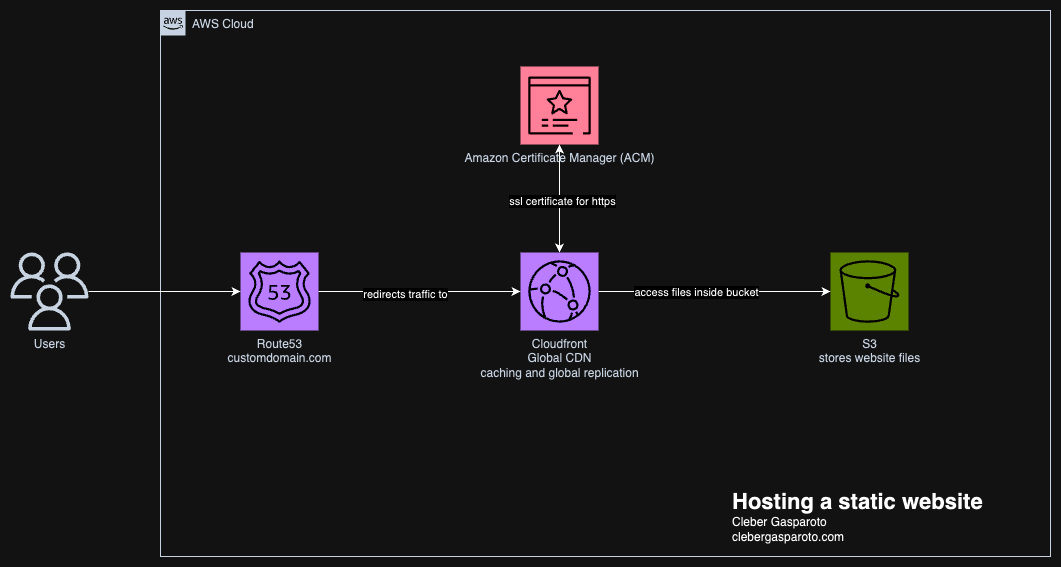 aws
AWS Cloud
Amazon Certificate Manager (ACM)
ssl certificate for https
53
redirects traffic to
access files inside bucket
Users
Route53
customdomain.com
Cloudfront
Global CDN
caching and global replication
S3
stores website files
Hosting a static website
Cleber Gasparoto
clebergasparoto.com